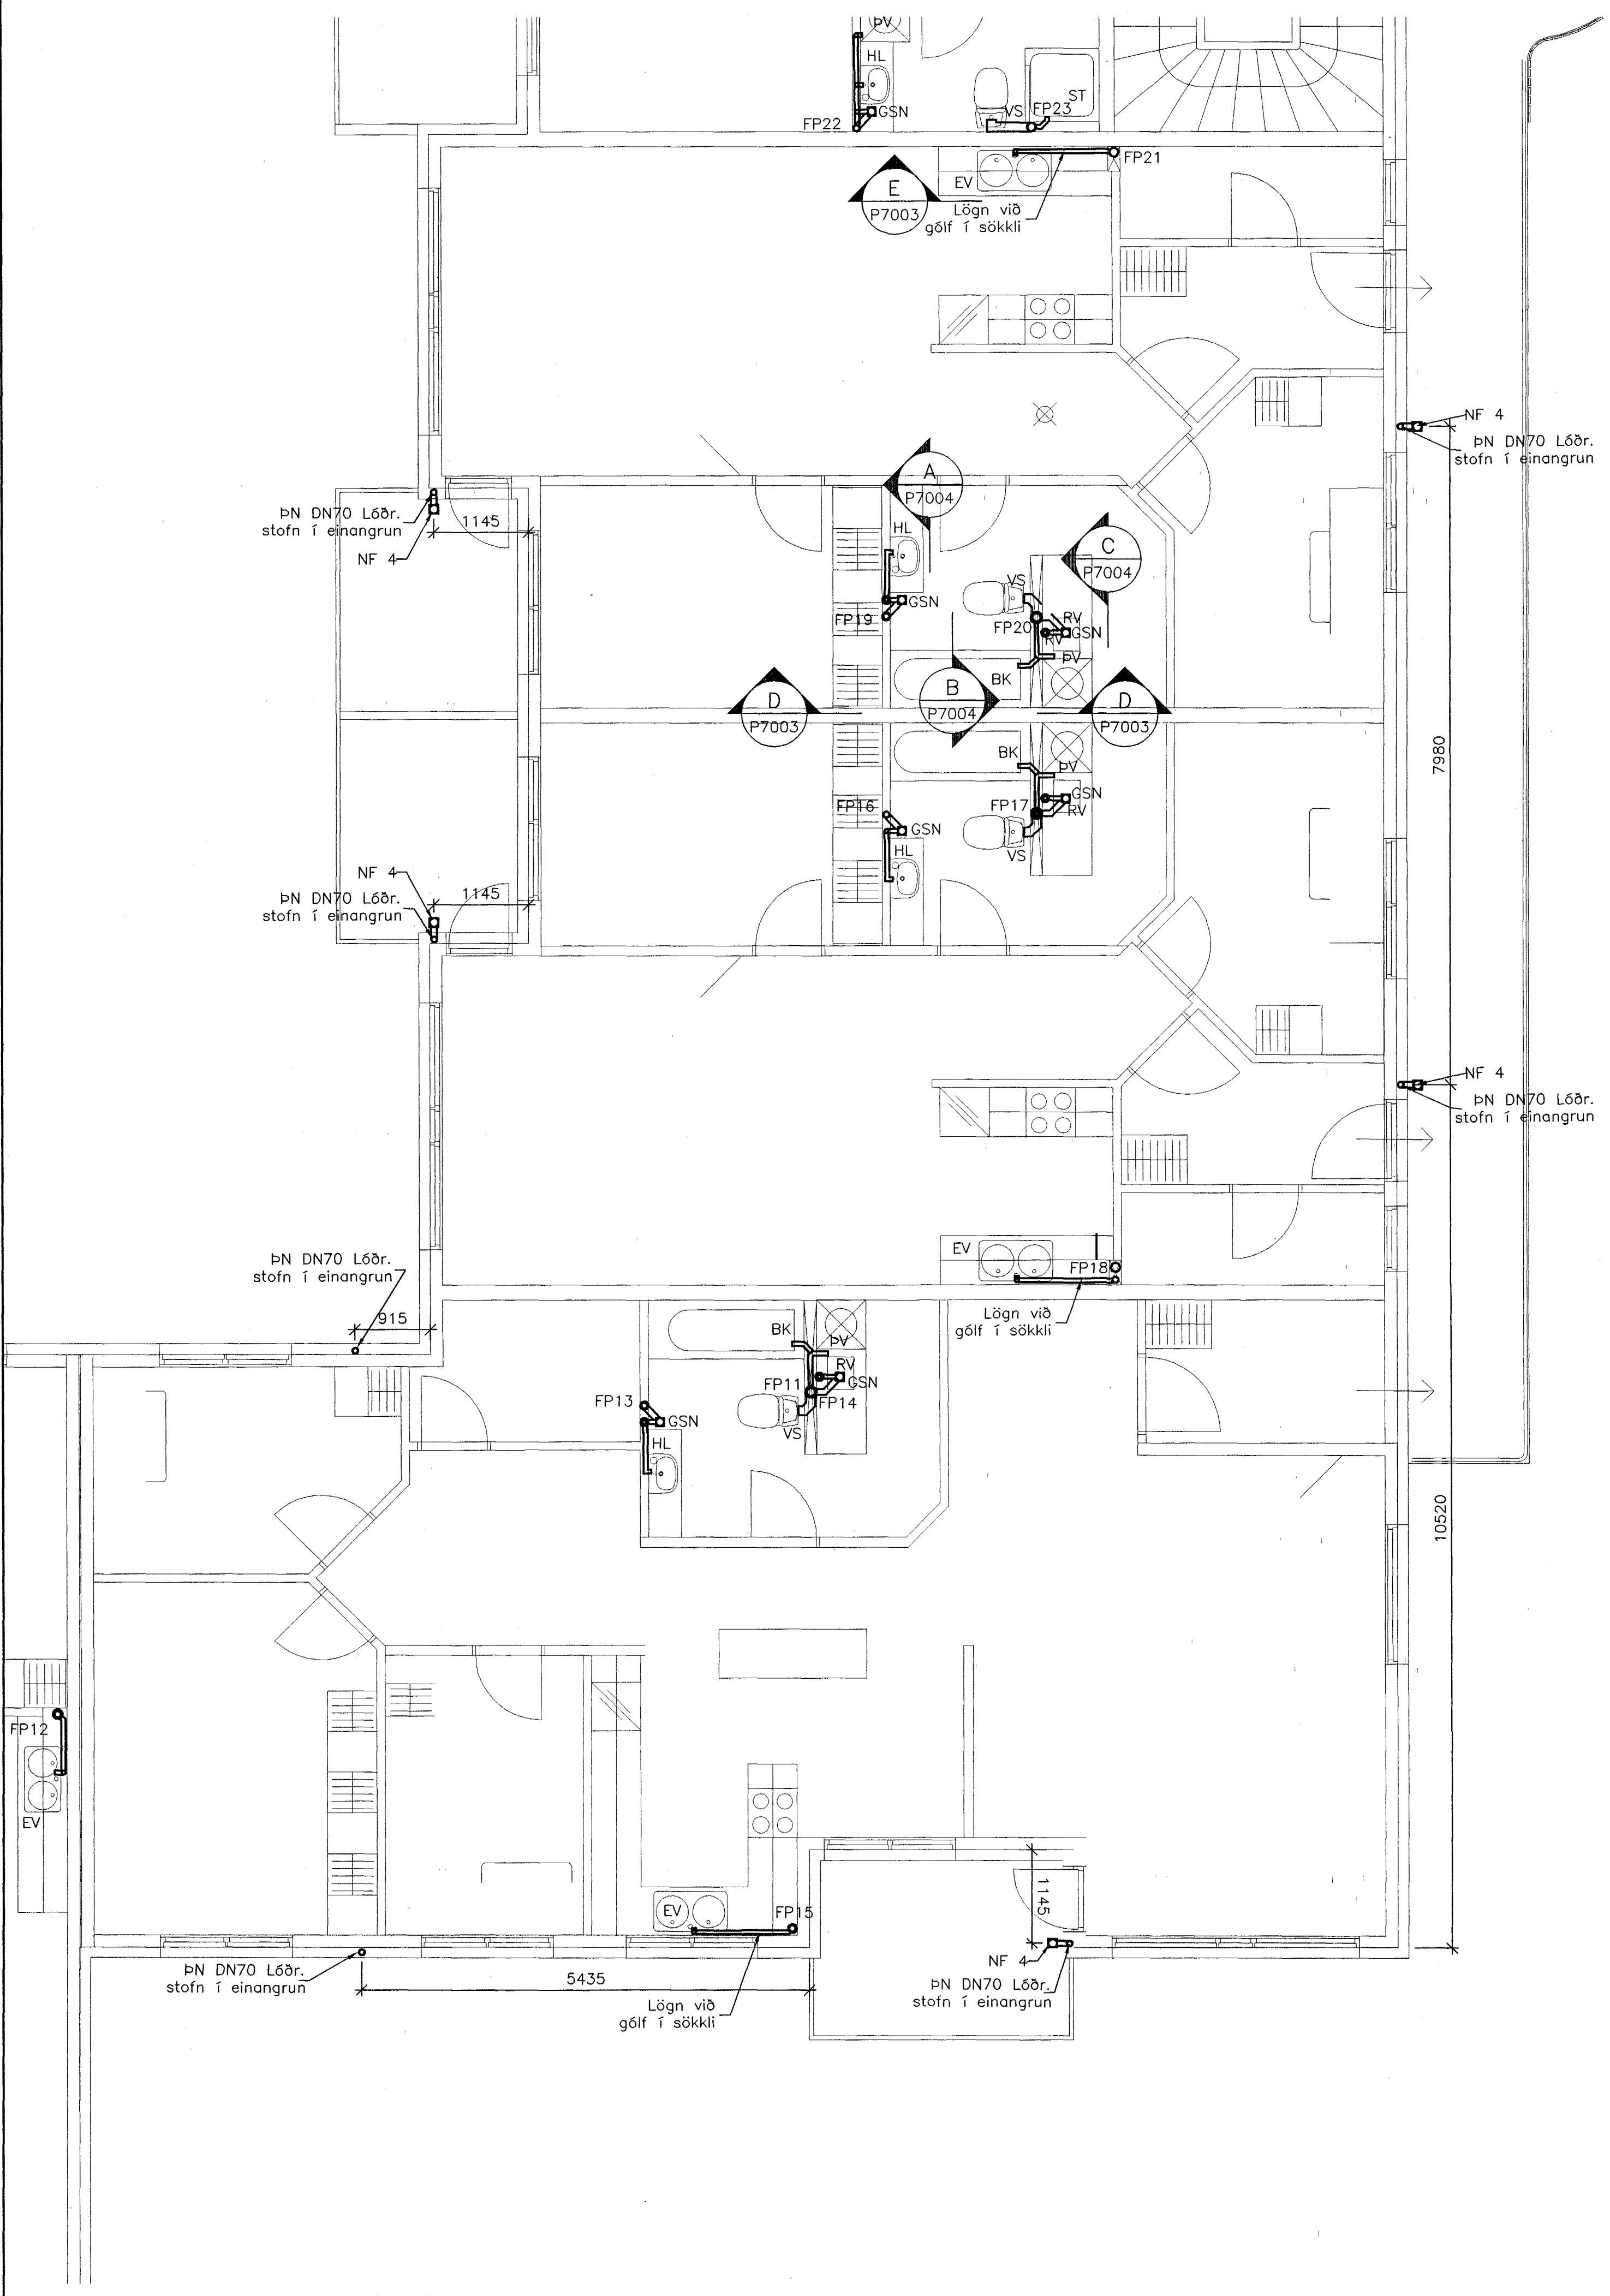 ÞV
HL
GSN
FP22
VS
FP23
ST
FP21
EV
E
P7003
Lögn við
gólf í sökkli
NF 4
ÞN DN70 Lóðr.
stofn í einangrun
A
P7004
ÞN DN70 Lóðr.
stofn í einangrun
1145
NF 4
HL
C
P7004
VS
GSN
FP19
FP20
RV
RV
GSN
ÞV
BK
D
P7003
B
P7004
D
P7003
7980
BK
ÞV
GSN
RV
FP16
FP17
GSN
HL
VS
NF 4
1145
ÞN DN70 Lóðr.
stofn í einangrun
NF 4
ÞN DN70 Lóðr.
stofn í einangrun
EV
FP18
Lögn við
gólf í sökkli
ÞN DN70 Lóðr.
stofn í einangrun
915
BK
ÞV
RV
GSN
FP11
FP14
FP13
GSN
VS
HL
10520
FP12
EV
EV
FP15
1145
NF 4
ÞN DN70 Lóðr.
stofn í einangrun
ÞN DN70 Lóðr.
stofn í einangrun
5435
Lögn við
gólf í sökkli